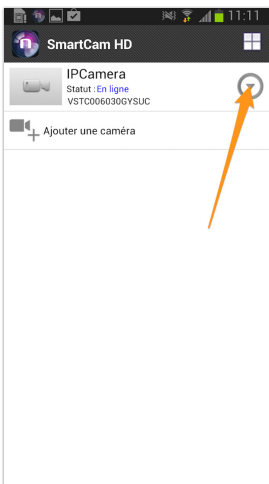 11:11
SmartCam HD
IPCamera
Statut : En ligne
VSTC006030GYSUC
Ajouter une caméra